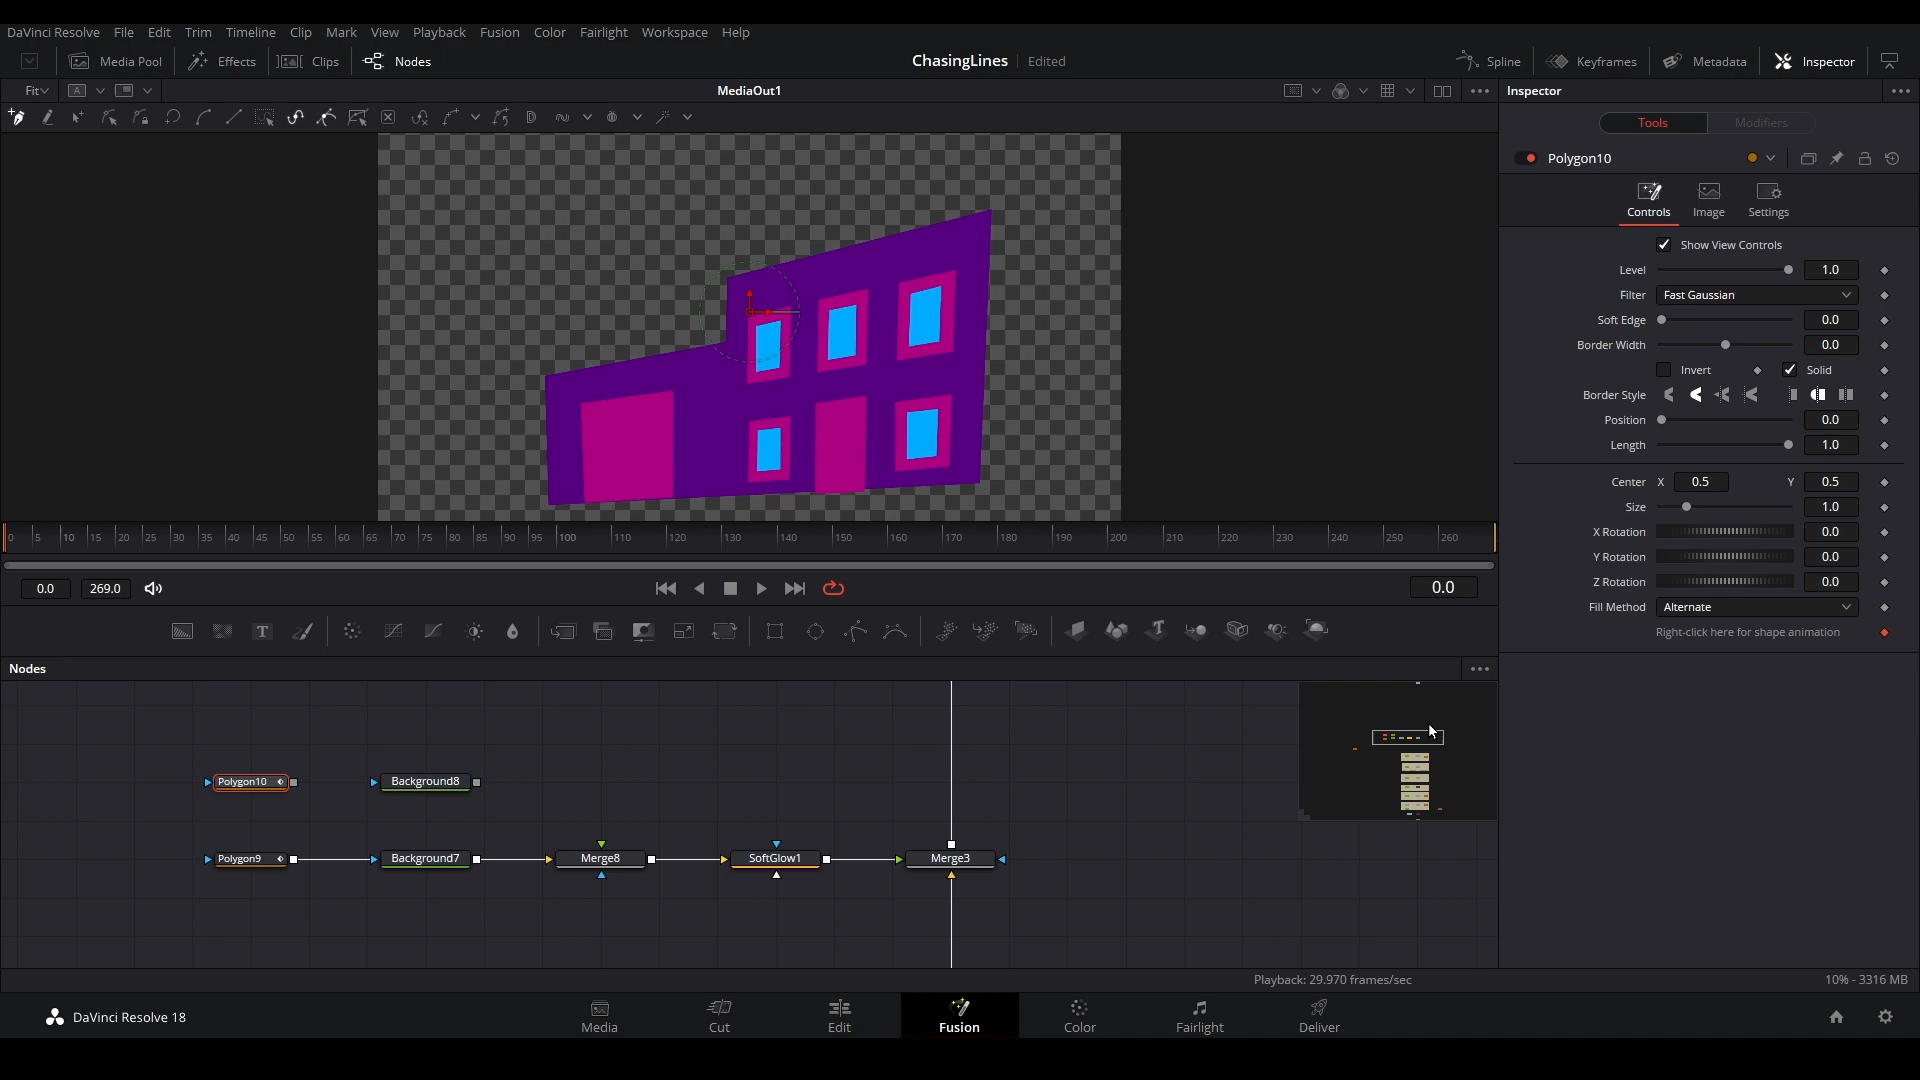 DaVinci Resolve File Edit Trim Timeline Clip Mark View Playback Fusion Color Fairlight Workspace Help
Media Pool Effects Clips Nodes ChasingLines Edited Spline Keyframes Metadata Inspector
Fit A MediaOut1 Inspector
Tools Modifiers
Polygon10
Controls Image Settings
Show View Controls
Level 1.0
Filter Fast Gaussian
Soft Edge 0.0
Border Width 0.0
Invert Solid
Border Style
Position 0.0
Length 1.0
Center X 0.5 Y 0.5
Size 1.0
X Rotation 0.0
Y Rotation 0.0
Z Rotation 0.0
Fill Method Alternate
Right-click here for shape animation
0 5 10 15 20 25 30 35 40 45 50 55 60 65 70 75 80 85 90 95 100 110 120 130 140 150 160 170 180 190 200 210 220 230 240 250 260
0.0 269.0 0.0
T
Nodes
Polygon10 Background8
Polygon9 Background7 Merge8 SoftGlow1 Merge3
Playback: 29.970 frames/sec 10% - 3316 MB
DaVinci Resolve 18 Media Cut Edit Fusion Color Fairlight Deliver